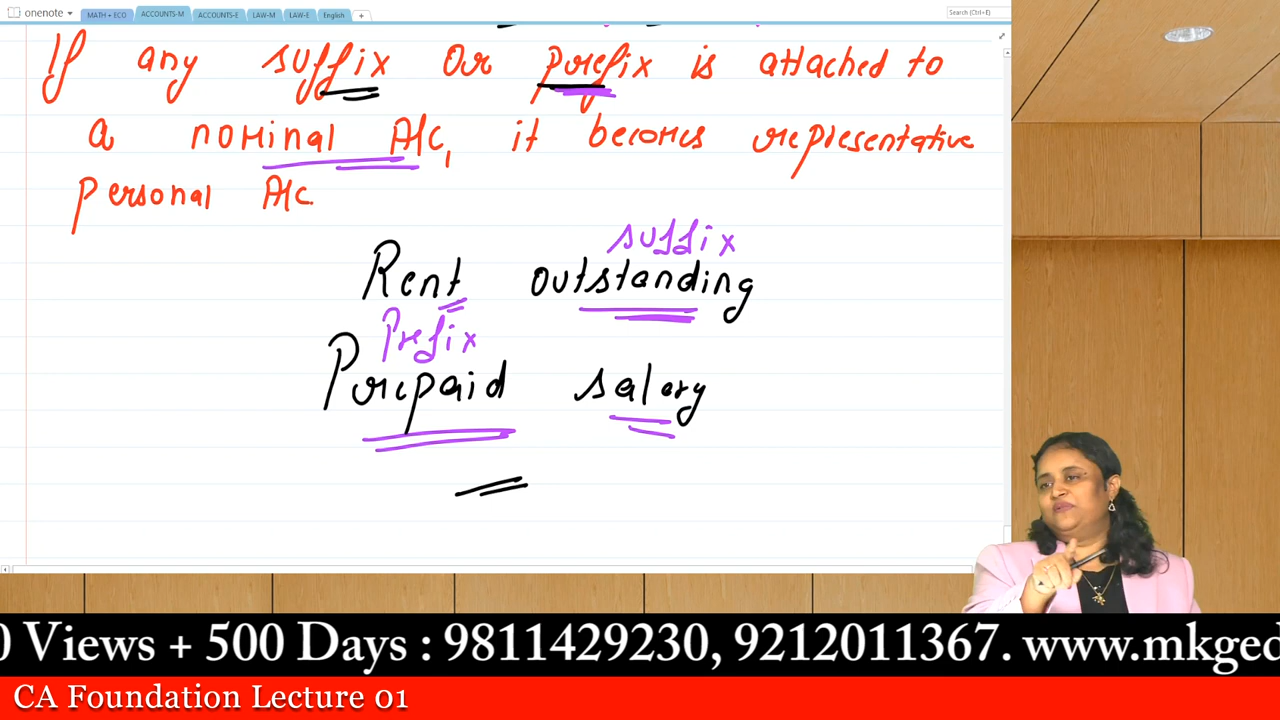 onenote MATH + ECO ACCOUNTS-M ACCOUNTS-E LAW-M LAW-E English + Search (Ctrl+E)
If any suffix Or prefix is attached to
a nominal A/c, it becomes representative
personal A/c
suffix
Rent outstanding
Prefix
Prepaid salary
0 Views + 500 Days : 9811429230, 9212011367. www.mkged
CA Foundation Lecture 01